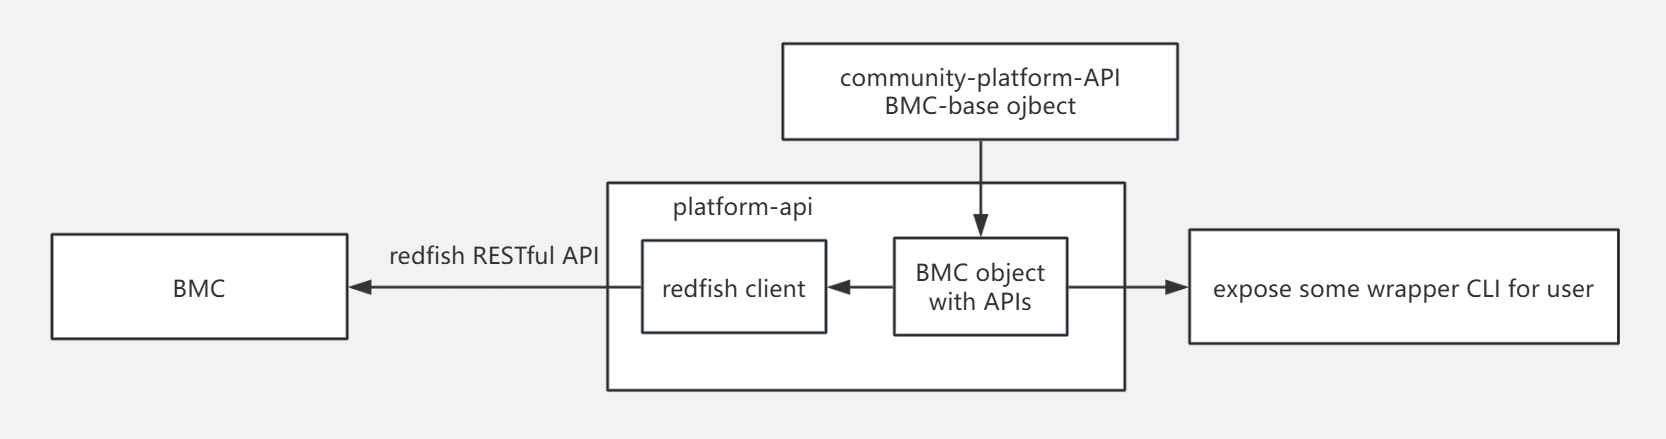 community-platform-API
BMC-base ojbect
platform-api
redfish RESTful API
BMC
redfish client
BMC object
with APIs
expose some wrapper CLI for user